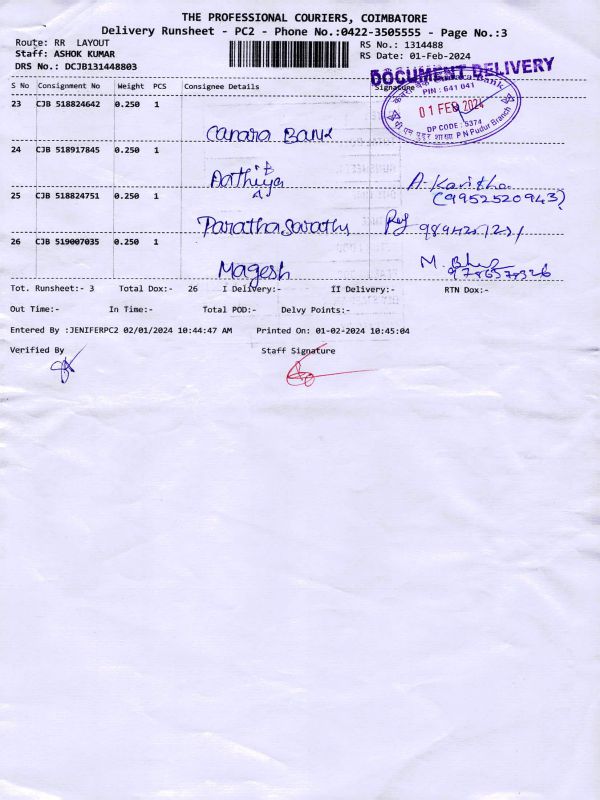 THE PROFESSIONAL COURIERS, COIMBATORE
Delivery Runsheet - PC2 - Phone No.:0422-3505555 - Page No.:3
Route: RR LAYOUT
RS No.: 1314488
Staff: ASHOK KUMAR
RS Date: 01-Feb-2024
DRS No.: DCJB131448803
DOCUMENT DELIVERY
S No Consignment No Weight PCS Consignee Details Signature
PIN : 641 041
01 FEB 2024
DP CODE : 5374
P N Pudur Branch
23 CJB 518824642 0.250 1
Canara Bank
24 CJB 518917845 0.250 1
Aathiya A. Kavitha
(9952520943)
25 CJB 518824751 0.250 1
Parathasarathy
26 CJB 519007035 0.250 1
Magesh M.
Tot. Runsheet:- 3 Total Dox:- 26 I Delivery:- II Delivery:- RTN Dox:-
Out Time:- In Time:- Total POD:- Delvy Points:-
Entered By :JENIFERPC2 02/01/2024 10:44:47 AM Printed On: 01-02-2024 10:45:04
Verified By Staff Signature